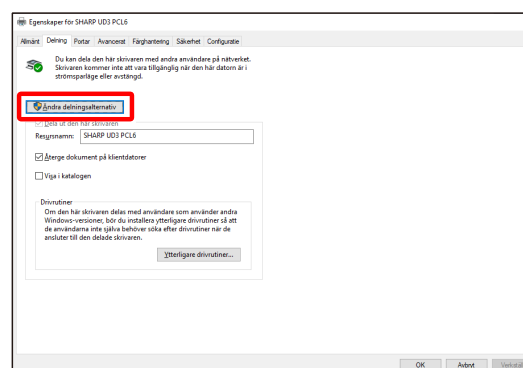 Egenskaper för SHARP UD3 PCL6
Allmänt Delning Portar Avancerat Färghantering Säkerhet Configuratie
Du kan dela den här skrivaren med andra användare på nätverket.
Skrivaren kommer inte att vara tillgänglig när den här datorn är i
strömsparläge eller avstängd.
Ändra delningsalternativ
Dela ut den här skrivaren
Resursnamn: SHARP UD3 PCL6
Återge dokument på klientdatorer
Visa i katalogen
Drivrutiner
Om den här skrivaren delas med användare som använder andra
Windows-versioner, bör du installera ytterligare drivrutiner så att
de användarna inte själva behöver söka efter drivrutiner när de
ansluter till den delade skrivaren.
Ytterligare drivrutiner...
OK Avbryt